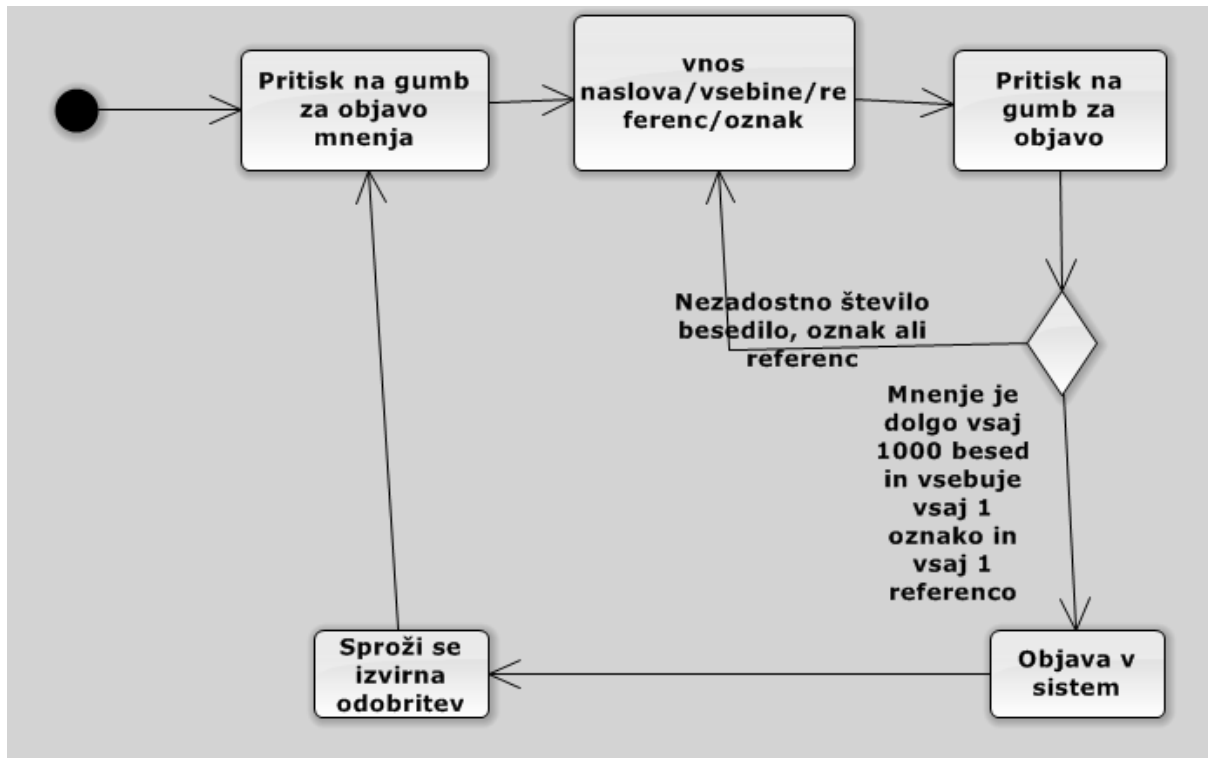 Pritisk na gumb
za objavo
mnenja
vnos
naslova/vsebine/re
ferenc/oznak
Pritisk na
gumb za
objavo
Nezadostno število
besedilo, oznak ali
referenc
Mnenje je
dolgo vsaj
1000 besed
in vsebuje
vsaj 1
oznako in
vsaj 1
referenco
Sproži se
izvirna
odobritev
Objava v
sistem